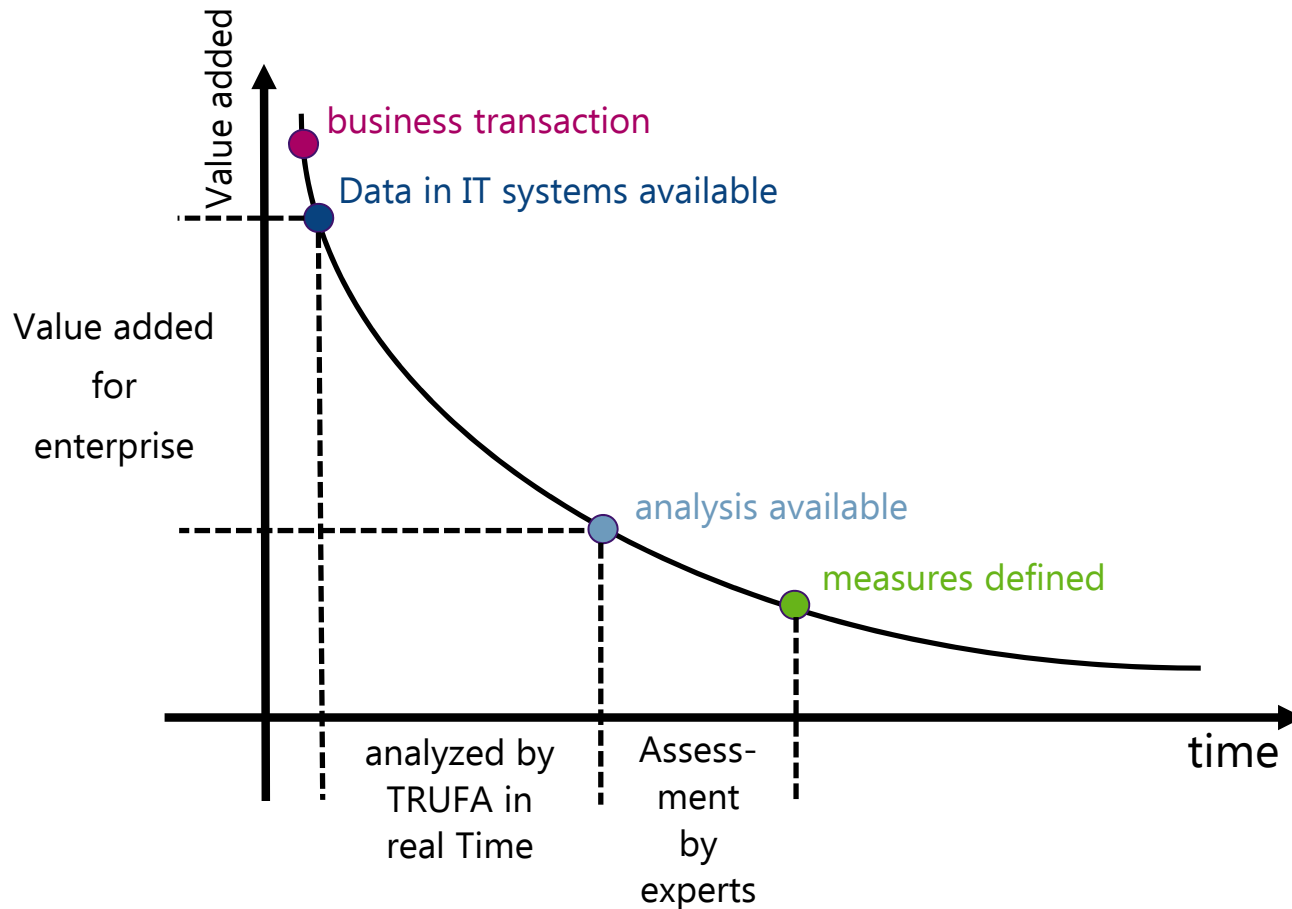 Value added
business transaction
Data in IT systems available
Value added
for
enterprise
analysis available
measures defined
time
analyzed by
TRUFA in
real Time
Assess-
ment
by
experts